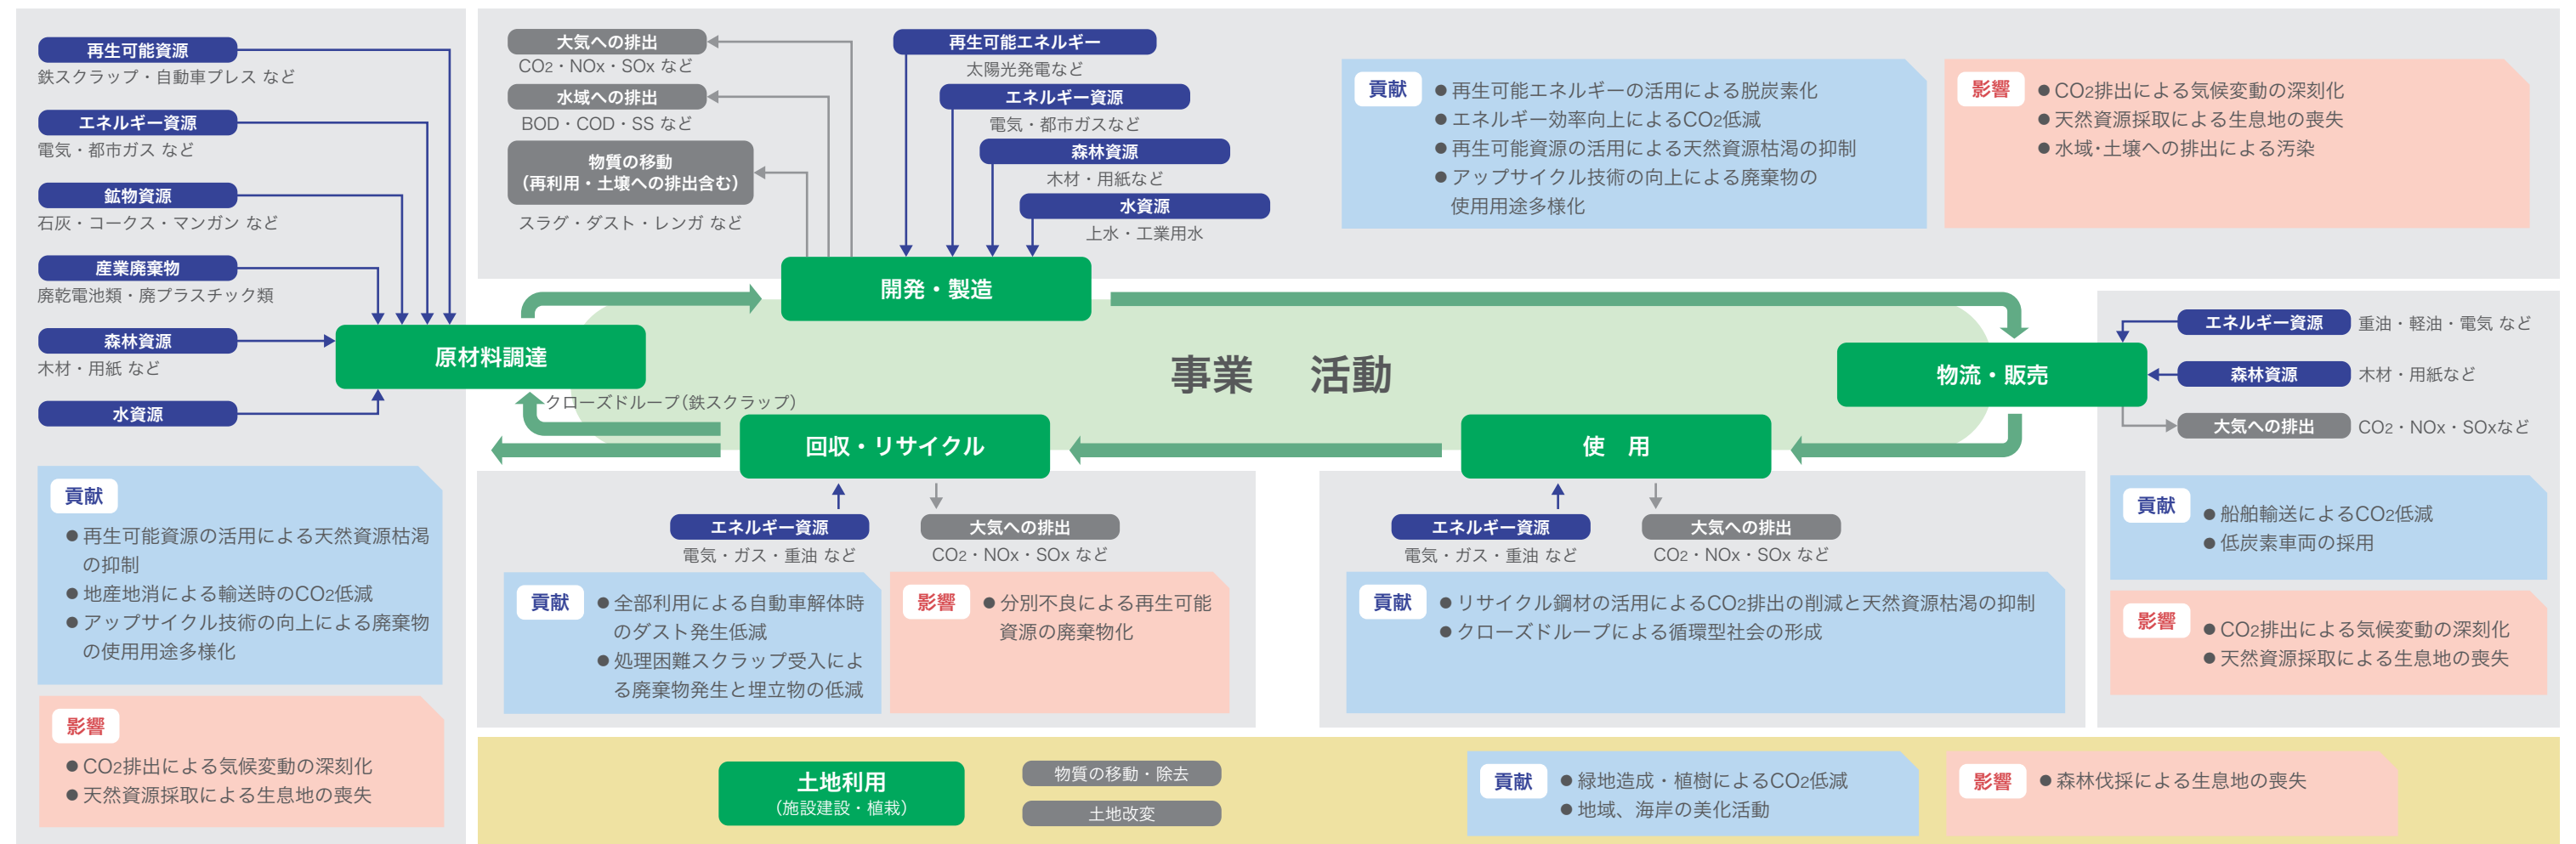 再生可能資源
鉄スクラップ・自動車プレス など
エネルギー資源
電気・都市ガス など
鉱物資源
石灰・コークス・マンガン など
産業廃棄物
廃乾電池類・廃プラスチック類
森林資源
木材・用紙 など
水資源
原材料調達
貢献
●再生可能資源の活用による天然資源枯渇
の抑制
●地産地消による輸送時のCO2低減
●アップサイクル技術の向上による廃棄物
の使用用途多様化
影響
●CO2排出による気候変動の深刻化
●天然資源採取による生息地の喪失
大気への排出
CO2・NOx・SOx など
水域への排出
BOD・COD・SS など
物質の移動
（再利用・土壌への排出含む）
スラグ・ダスト・レンガ など
再生可能エネルギー
太陽光発電など
エネルギー資源
電気・都市ガスなど
森林資源
木材・用紙など
水資源
上水・工業用水
開発・製造
貢献
●再生可能エネルギーの活用による脱炭素化
●エネルギー効率向上によるCO2低減
●再生可能資源の活用による天然資源枯渇の抑制
●アップサイクル技術の向上による廃棄物の
使用用途多様化
影響
●CO2排出による気候変動の深刻化
●天然資源採取による生息地の喪失
●水域・土壌への排出による汚染
事業 活動
物流・販売
エネルギー資源 重油・軽油・電気 など
森林資源 木材・用紙など
大気への排出 CO2・NOx・SOxなど
貢献
●船舶輸送によるCO2低減
●低炭素車両の採用
影響
●CO2排出による気候変動の深刻化
●天然資源採取による生息地の喪失
使 用
エネルギー資源
電気・ガス・重油 など
大気への排出
CO2・NOx・SOx など
貢献
●リサイクル鋼材の活用によるCO2排出の削減と天然資源枯渇の抑制
●クローズドループによる循環型社会の形成
クローズドループ（鉄スクラップ）
回収・リサイクル
エネルギー資源
電気・ガス・重油 など
大気への排出
CO2・NOx・SOx など
貢献
●全部利用による自動車解体時
のダスト発生低減
●処理困難スクラップ受入によ
る廃棄物発生と埋立物の低減
影響
●分別不良による再生可能
資源の廃棄物化
土地利用
（施設建設・植栽）
物質の移動・除去
土地改変
貢献
●緑地造成・植樹によるCO2低減
●地域、海岸の美化活動
影響
●森林伐採による生息地の喪失